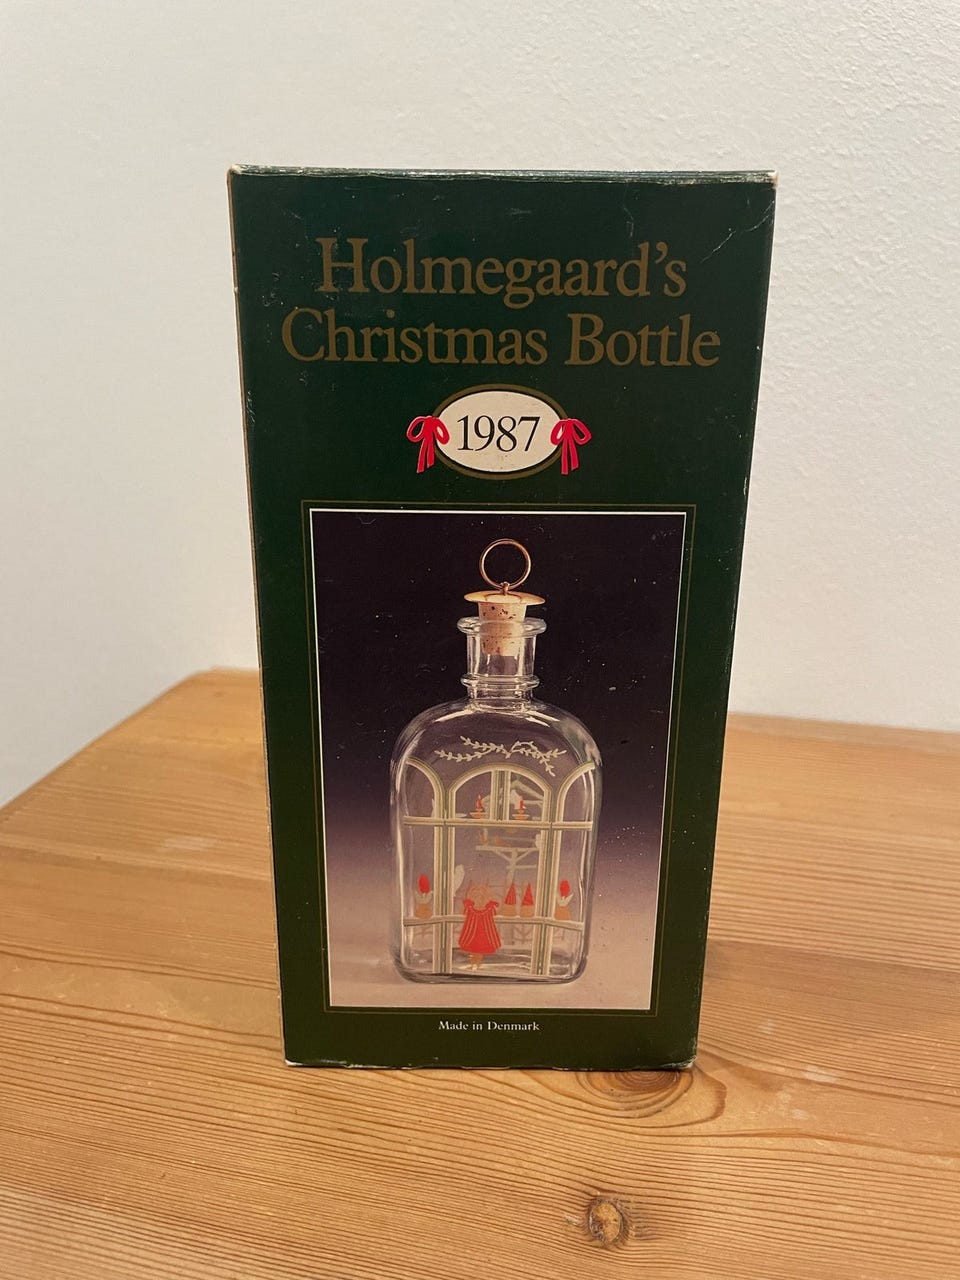 Holmegaard's
Christmas Bottle
1987
Made in Denmark